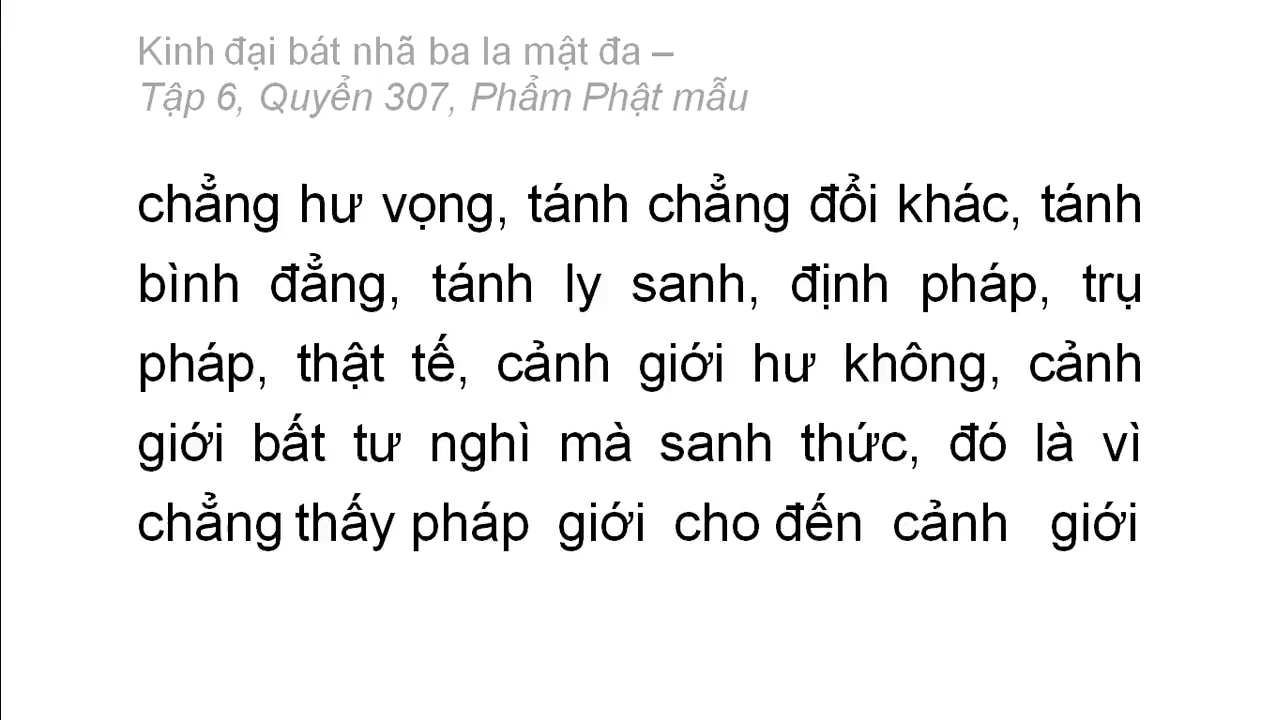 Kinh đại bát nhã ba la mật đa –
Tập 6, Quyển 307, Phẩm Phật mẫu
chẳng hư vọng, tánh chẳng đổi khác, tánh
bình đẳng, tánh ly sanh, định pháp, trụ
pháp, thật tế, cảnh giới hư không, cảnh
giới bất tư nghì mà sanh thức, đó là vì
chẳng thấy pháp giới cho đến cảnh giới